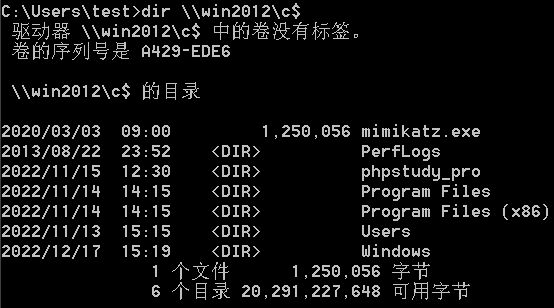 C:\Users\test>dir \\win2012\c$
驱动器 \\win2012\c$ 中的卷没有标签。
卷的序列号是 A429-EDE6
\\win2012\c$ 的目录
2020/03/03  09:00         1,250,056 mimikatz.exe
2013/08/22  23:52    <DIR>          PerfLogs
2022/11/15  12:30    <DIR>          phpstudy_pro
2022/11/14  14:15    <DIR>          Program Files
2022/11/14  14:15    <DIR>          Program Files (x86)
2022/11/13  15:15    <DIR>          Users
2022/12/17  15:19    <DIR>          Windows
1 个文件      1,250,056 字节
6 个目录 20,291,227,648 可用字节